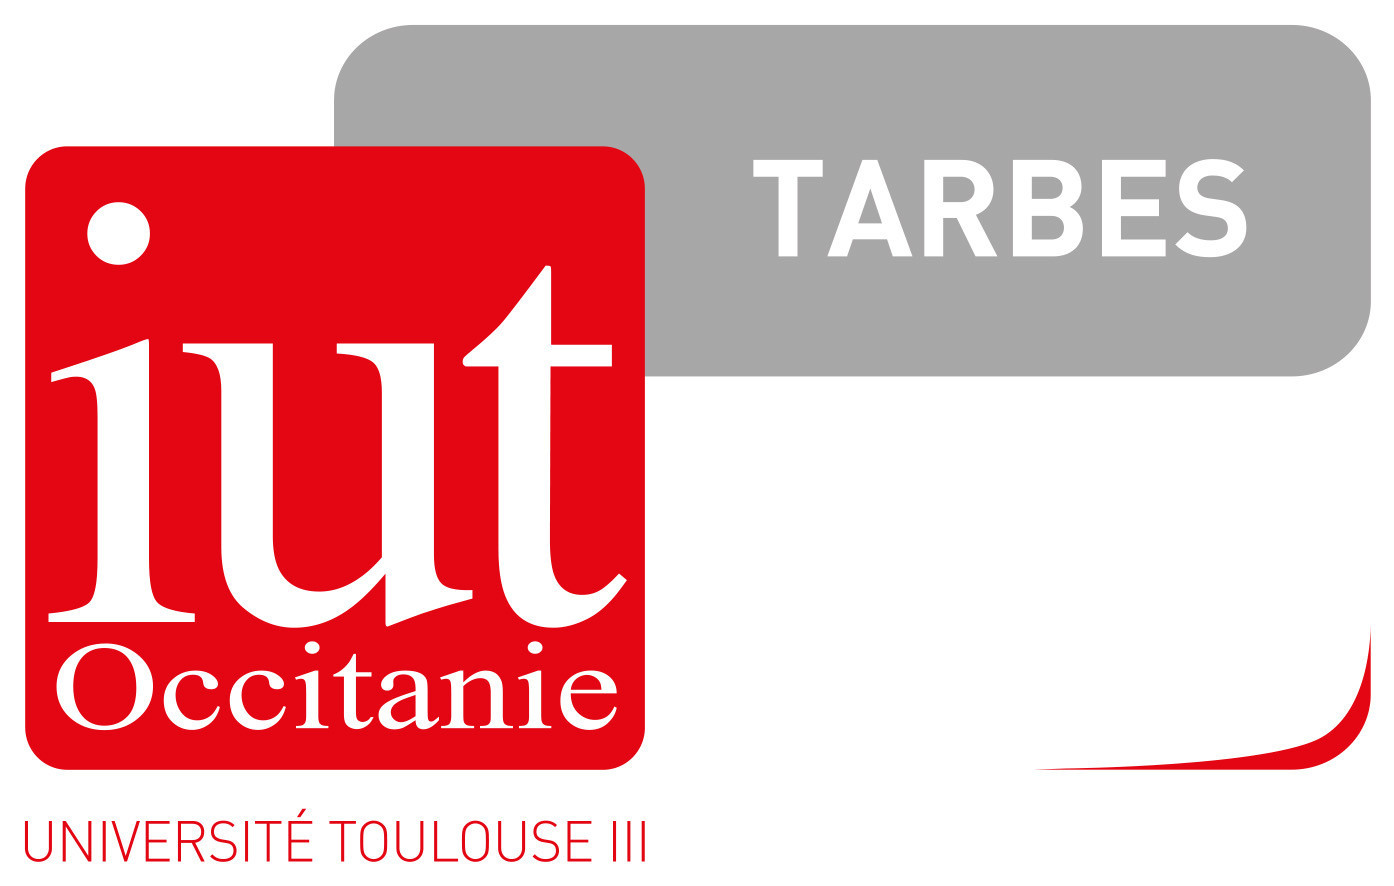 TARBES
iut
Occitanie
UNIVERSITÉ TOULOUSE III